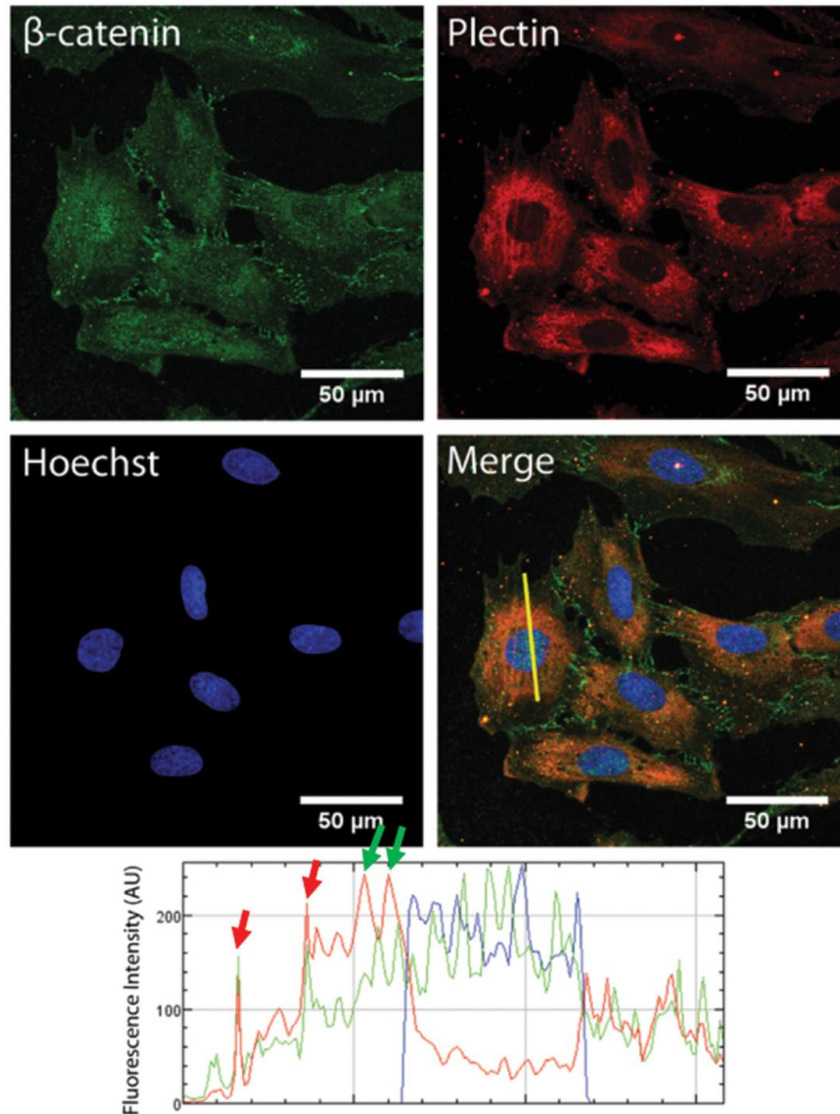 β-catenin
Plectin
50 µm
50 µm
Hoechst
Merge
50 µm
50 µm
Fluorescence Intensity (AU)
200
100
0